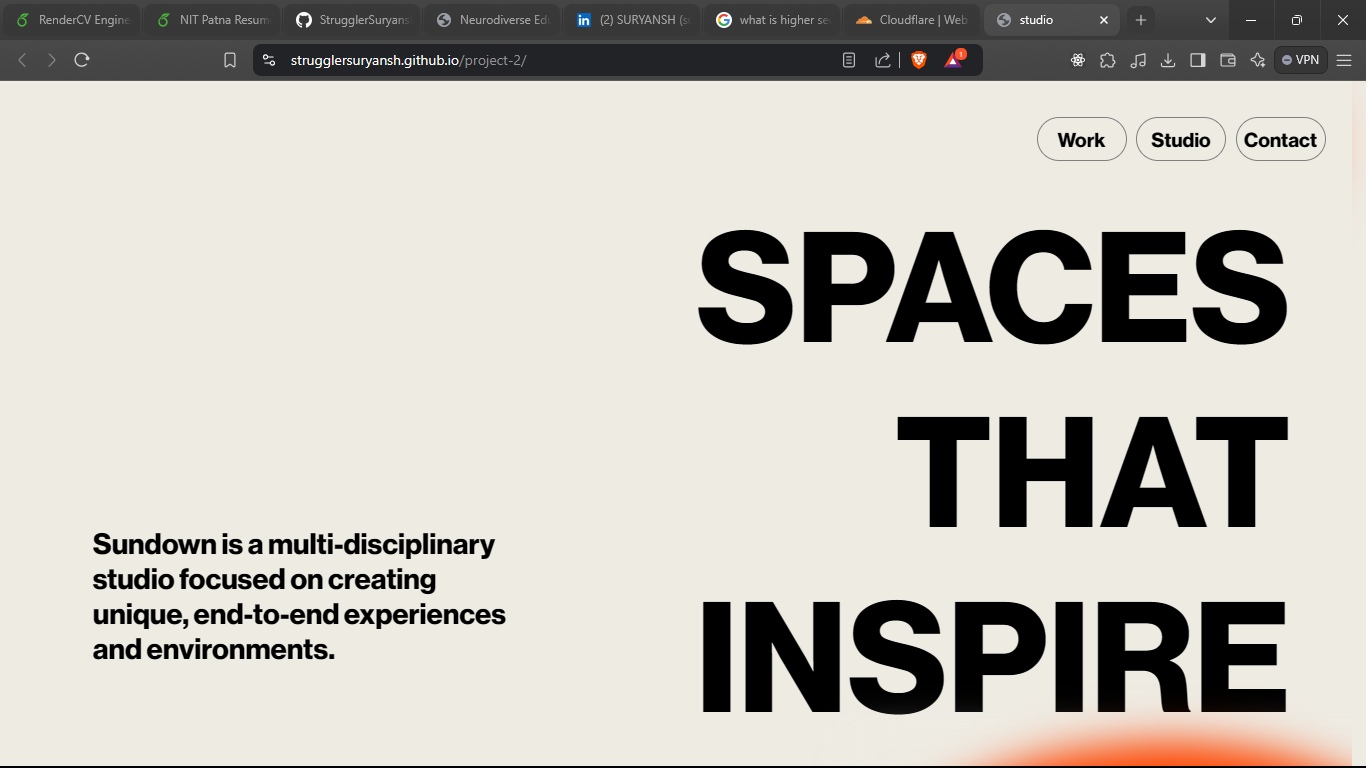 RenderCV Engine
NIT Patna Resum
StrugglerSuryans
Neurodiverse Edu
(2) SURYANSH (s
what is higher se
Cloudflare | Web
studio
strugglersuryansh.github.io/project-2/
1
VPN
Work
Studio
Contact
SPACES
THAT
INSPIRE
Sundown is a multi-disciplinary
studio focused on creating
unique, end-to-end experiences
and environments.